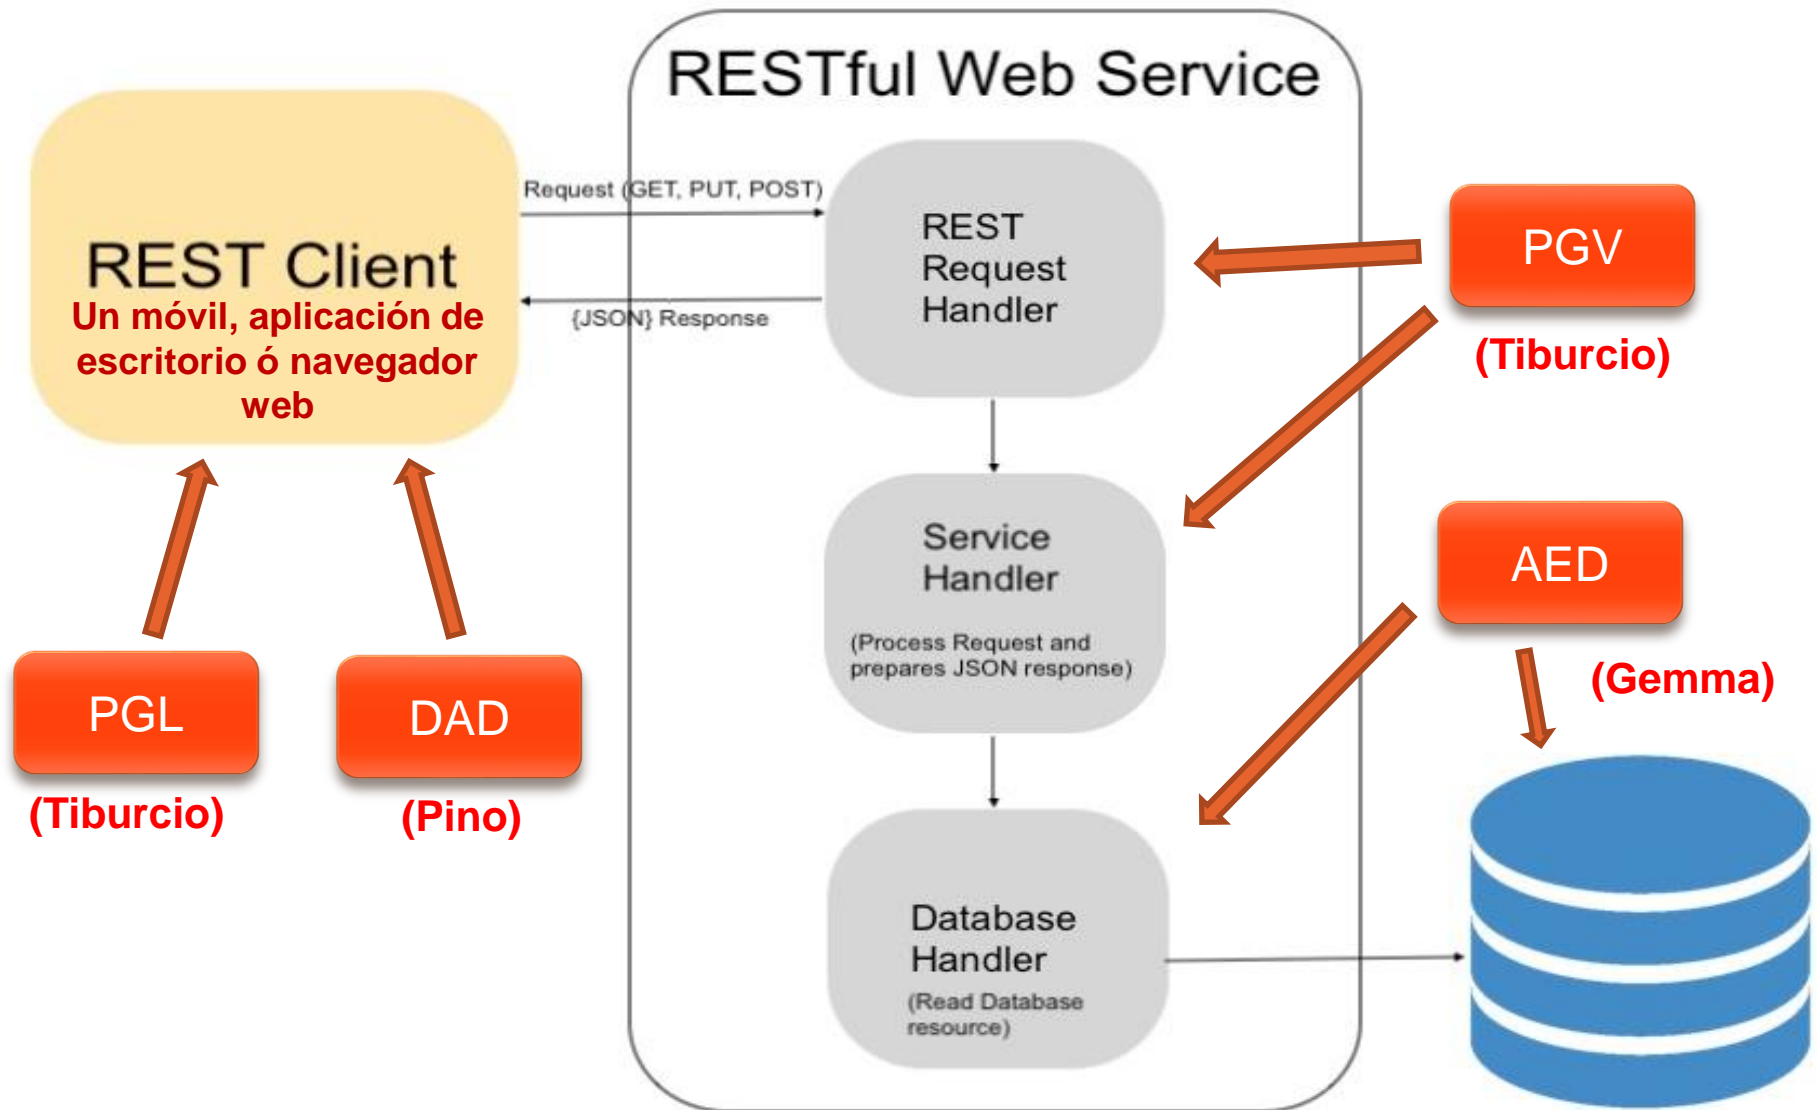 RESTful Web Service
REST Client
Un móvil, aplicación de
escritorio ó navegador
web
Request (GET, PUT, POST)
{JSON} Response
REST
Request
Handler
PGV
(Tiburcio)
Service
Handler
(Process Request and
prepares JSON response)
AED
(Gemma)
PGL
(Tiburcio)
DAD
(Pino)
Database
Handler
(Read Database
resource)